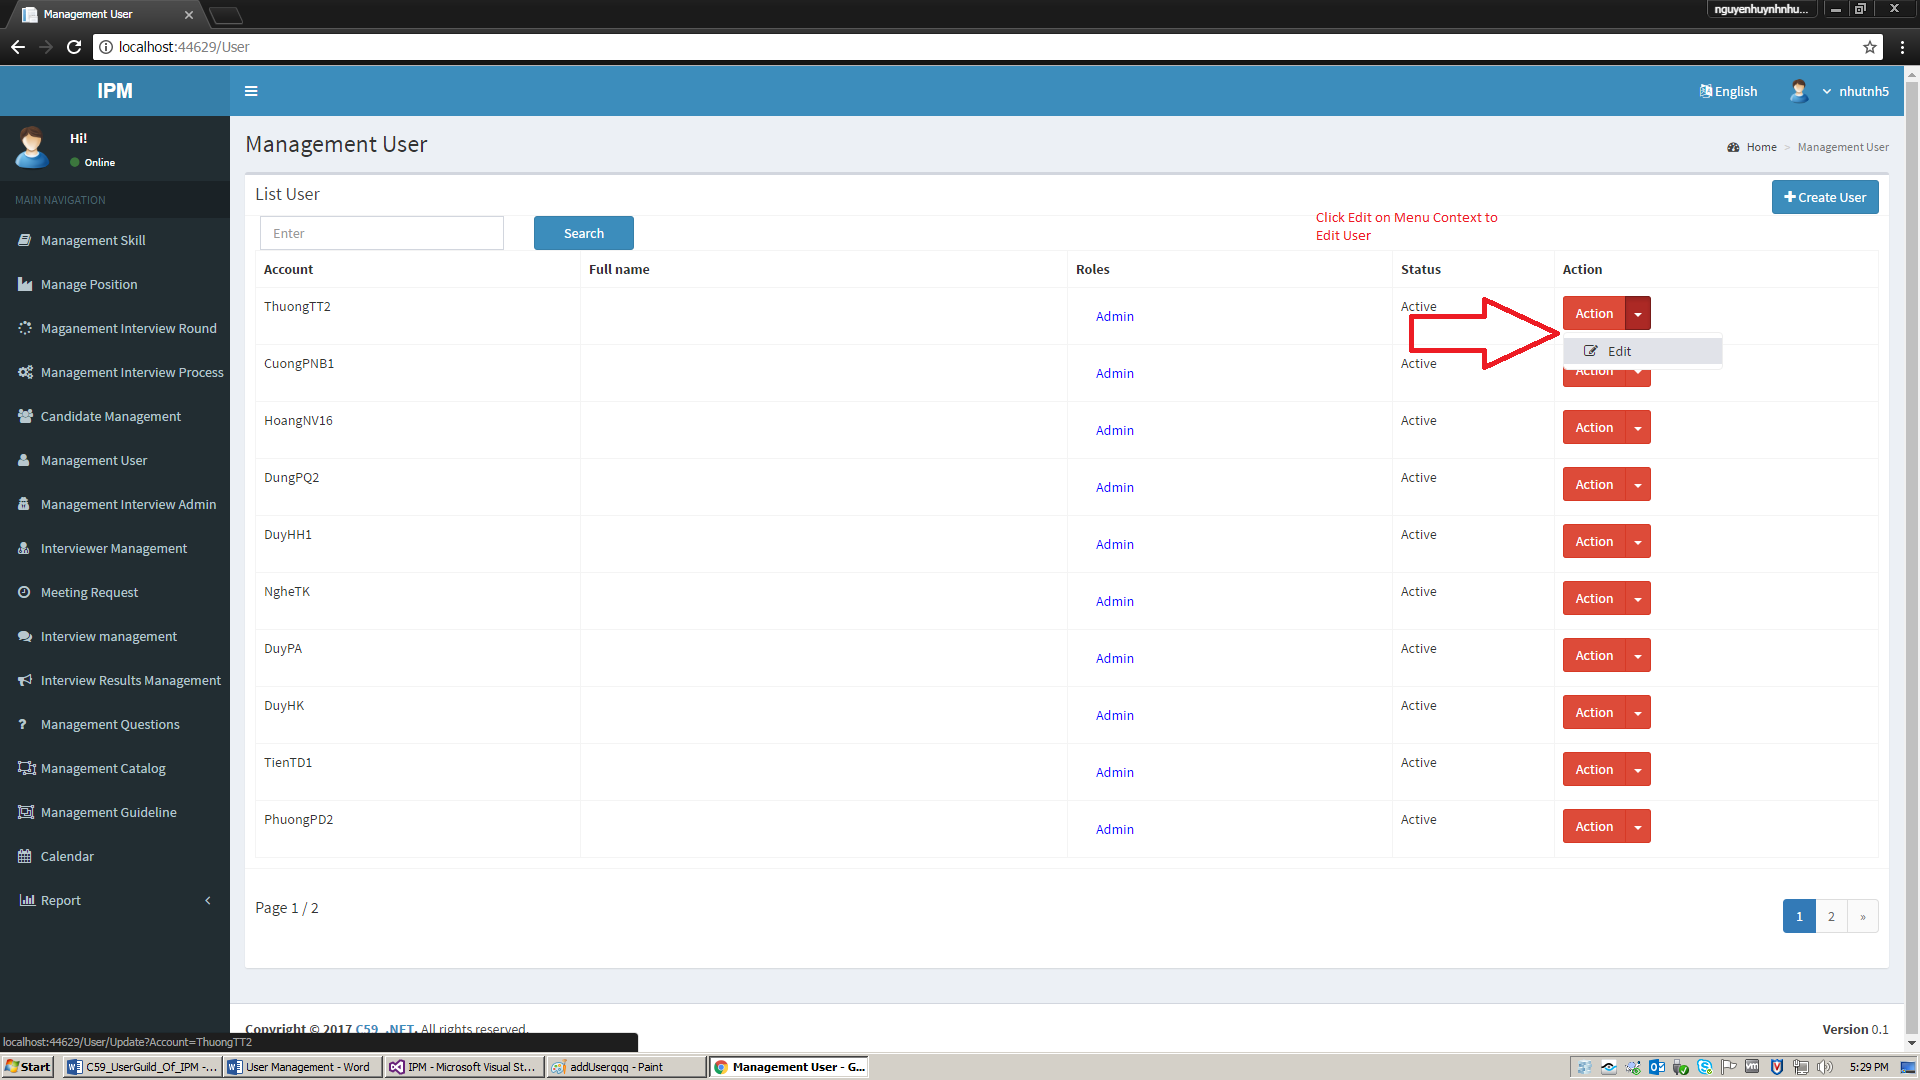 Management User
nguyenhuynhnhu...
localhost:44629/User
IPM
English
nhutnh5
Hi!
Online
MAIN NAVIGATION
Management Skill
Manage Position
Maganement Interview Round
Management Interview Process
Candidate Management
Management User
Management Interview Admin
Interviewer Management
Meeting Request
Interview management
Interview Results Management
Management Questions
Management Catalog
Management Guideline
Calendar
Report
Management User
Home > Management User
List User
Create User
Enter
Search
Click Edit on Menu Context to
Edit User
Account Full name Roles Status Action
ThuongTT2 Admin Active Action
Edit
CuongPNB1 Admin Active Action
HoangNV16 Admin Active Action
DungPQ2 Admin Active Action
DuyHH1 Admin Active Action
NgheTK Admin Active Action
DuyPA Admin Active Action
DuyHK Admin Active Action
TienTD1 Admin Active Action
PhuongPD2 Admin Active Action
Page 1 / 2
1 2 »
Copyright © 2017 C59_.NET. All rights reserved.
Version 0.1
localhost:44629/User/Update?Account=ThuongTT2
Start
C59_UserGuild_Of_IPM -...
User Management - Word
IPM - Microsoft Visual St...
addUserqqq - Paint
Management User - G...
5:29 PM